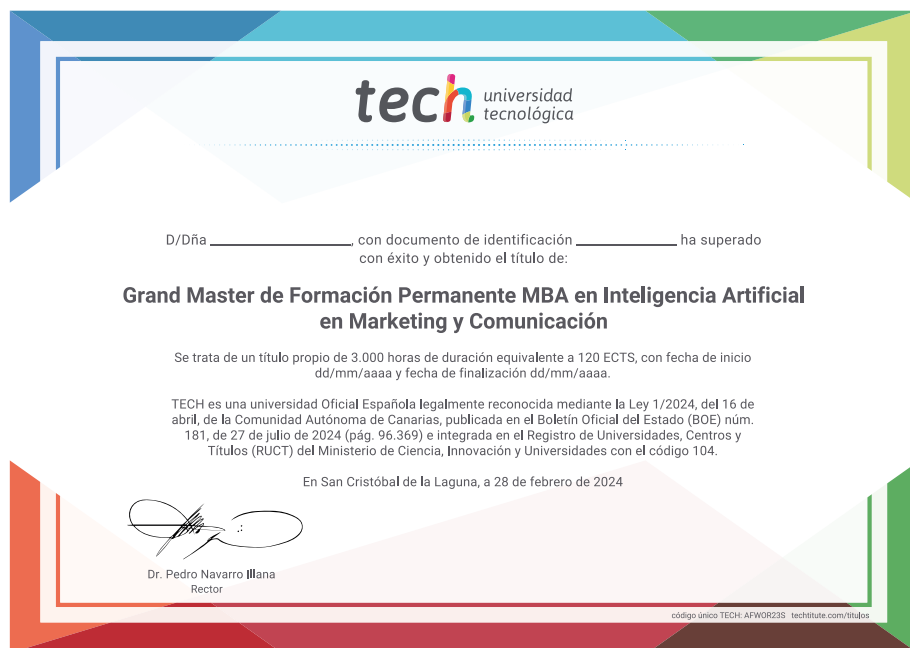 tech universidad
tecnológica
D/Dña ______________, con documento de identificación __________ ha superado
con éxito y obtenido el título de:
Grand Master de Formación Permanente MBA en Inteligencia Artificial
en Marketing y Comunicación
Se trata de un título propio de 3.000 horas de duración equivalente a 120 ECTS, con fecha de inicio
dd/mm/aaaa y fecha de finalización dd/mm/aaaa.
TECH es una universidad Oficial Española legalmente reconocida mediante la Ley 1/2024, del 16 de
abril, de la Comunidad Autónoma de Canarias, publicada en el Boletín Oficial del Estado (BOE) núm.
181, de 27 de julio de 2024 (pág. 96.369) e integrada en el Registro de Universidades, Centros y
Títulos (RUCT) del Ministerio de Ciencia, Innovación y Universidades con el código 104.
En San Cristóbal de la Laguna, a 28 de febrero de 2024
Dr. Pedro Navarro Illana
Rector
código único TECH: AFWOR23S techtitute.com/titulos